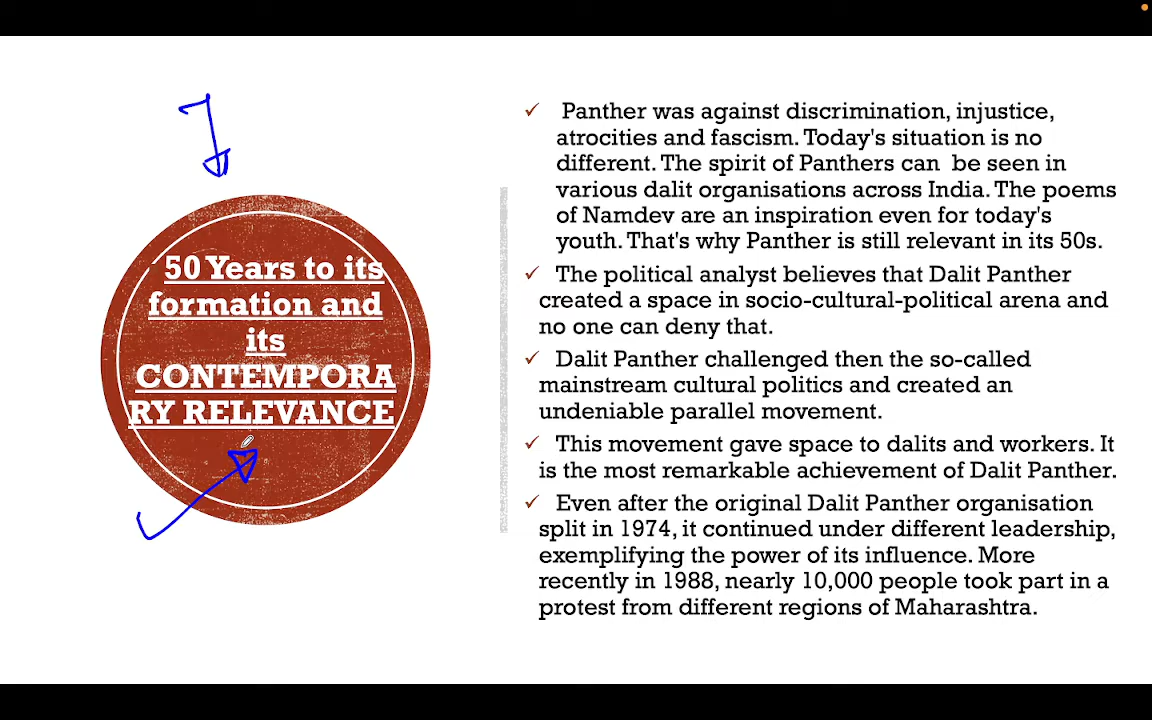 50 Years to its
formation and
its
CONTEMPORA
RY RELEVANCE
✓ Panther was against discrimination, injustice,
atrocities and fascism. Today's situation is no
different. The spirit of Panthers can be seen in
various dalit organisations across India. The poems
of Namdev are an inspiration even for today's
youth. That's why Panther is still relevant in its 50s.
✓ The political analyst believes that Dalit Panther
created a space in socio-cultural-political arena and
no one can deny that.
✓ Dalit Panther challenged then the so-called
mainstream cultural politics and created an
undeniable parallel movement.
✓ This movement gave space to dalits and workers. It
is the most remarkable achievement of Dalit Panther.
✓ Even after the original Dalit Panther organisation
split in 1974, it continued under different leadership,
exemplifying the power of its influence. More
recently in 1988, nearly 10,000 people took part in a
protest from different regions of Maharashtra.